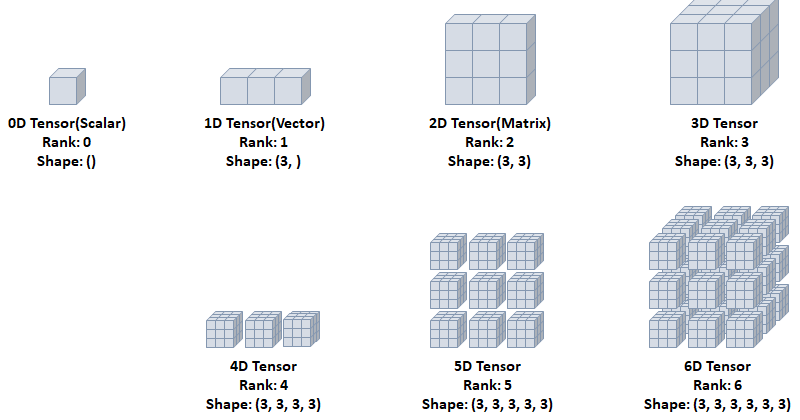 0D Tensor(Scalar)
Rank: 0
Shape: ()
1D Tensor(Vector)
Rank: 1
Shape: (3, )
2D Tensor(Matrix)
Rank: 2
Shape: (3, 3)
3D Tensor
Rank: 3
Shape: (3, 3, 3)
4D Tensor
Rank: 4
Shape: (3, 3, 3, 3)
5D Tensor
Rank: 5
Shape: (3, 3, 3, 3, 3)
6D Tensor
Rank: 6
Shape: (3, 3, 3, 3, 3, 3)